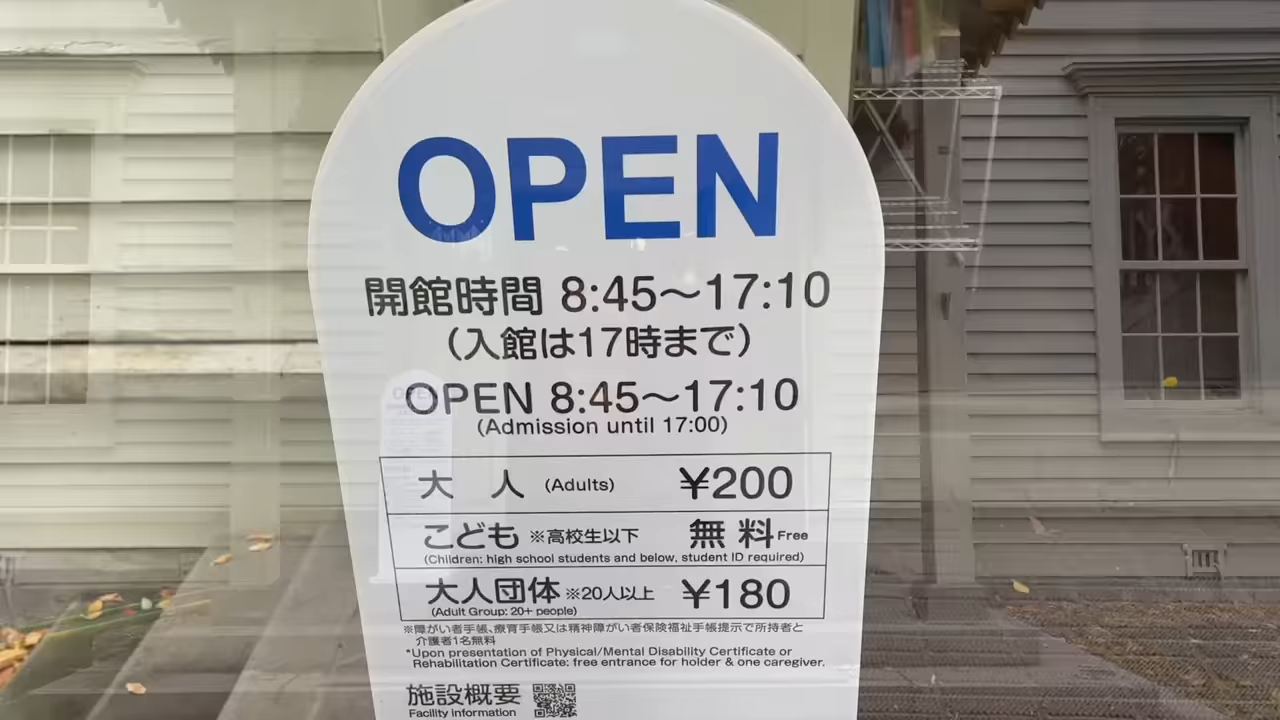 OPEN
開館時間 8:45～17:10
（入館は17時まで）
OPEN 8:45～17:10
(Admission until 17:00)
大 人 (Adults) ¥200
こども ※高校生以下 無 料 Free
(Children: high school students and below, student ID required)
大人団体 ※20人以上 ¥180
(Adult Group: 20+ people)
※障がい者手帳、療育手帳又は精神障がい者保険福祉手帳提示で所持者と
介護者1名無料
*Upon presentation of Physical/Mental Disability Certificate or
Rehabilitation Certificate: free entrance for holder & one caregiver.
施設概要
Facility information